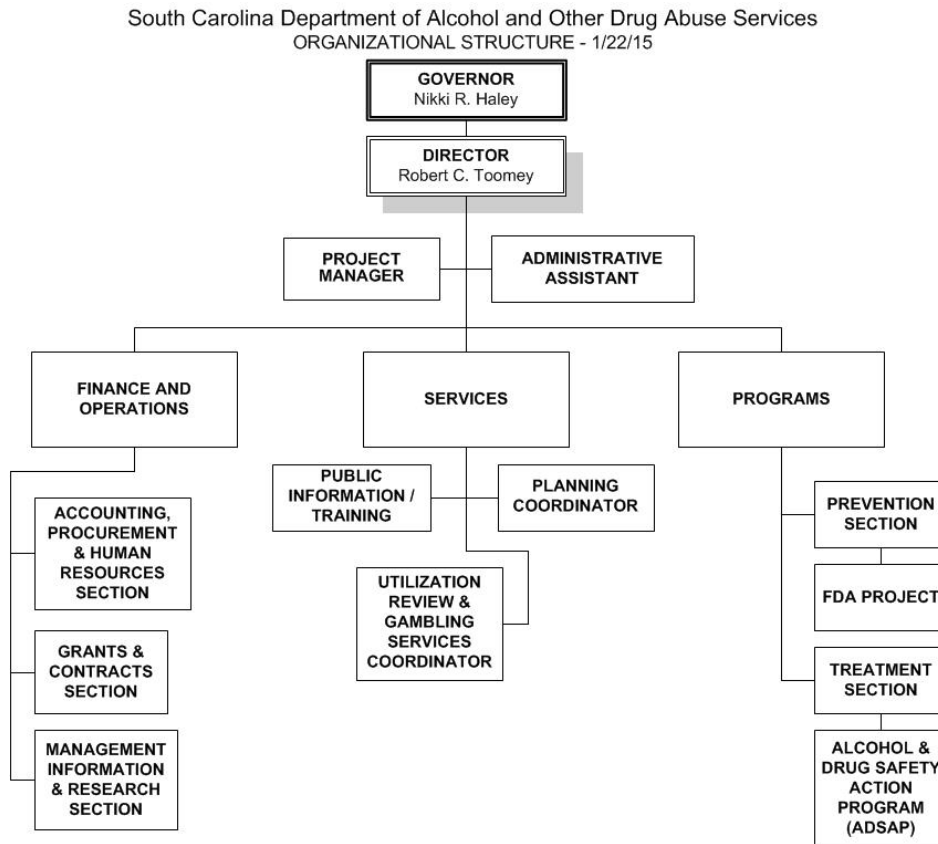 South Carolina Department of Alcohol and Other Drug Abuse Services
ORGANIZATIONAL STRUCTURE - 1/22/15
GOVERNOR
Nikki R. Haley
DIRECTOR
Robert C. Toomey
PROJECT
MANAGER
ADMINISTRATIVE
ASSISTANT
FINANCE AND
OPERATIONS
SERVICES
PROGRAMS
ACCOUNTING,
PROCUREMENT
& HUMAN
RESOURCES
SECTION
GRANTS &
CONTRACTS
SECTION
MANAGEMENT
INFORMATION
& RESEARCH
SECTION
PUBLIC
INFORMATION /
TRAINING
PLANNING
COORDINATOR
UTILIZATION
REVIEW &
GAMBLING
SERVICES
COORDINATOR
PREVENTION
SECTION
FDA PROJECT
TREATMENT
SECTION
ALCOHOL &
DRUG SAFETY
ACTION
PROGRAM
(ADSAP)